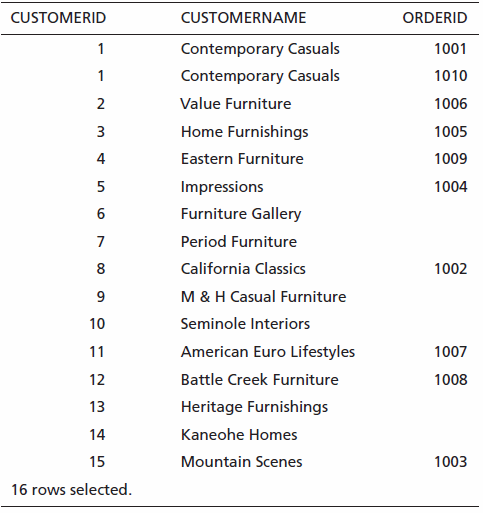 CUSTOMERID CUSTOMERNAME ORDERID
1 Contemporary Casuals 1001
1 Contemporary Casuals 1010
2 Value Furniture 1006
3 Home Furnishings 1005
4 Eastern Furniture 1009
5 Impressions 1004
6 Furniture Gallery
7 Period Furniture
8 California Classics 1002
9 M & H Casual Furniture
10 Seminole Interiors
11 American Euro Lifestyles 1007
12 Battle Creek Furniture 1008
13 Heritage Furnishings
14 Kaneohe Homes
15 Mountain Scenes 1003
16 rows selected.